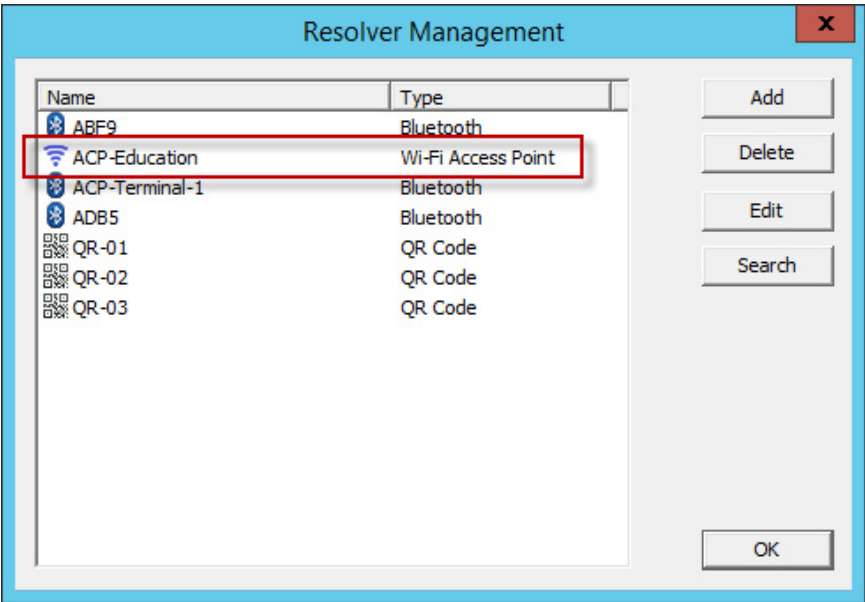 Resolver Management
x
Name Type
ABF9 Bluetooth
ACP-Education Wi-Fi Access Point
ACP-Terminal-1 Bluetooth
ADB5 Bluetooth
QR-01 QR Code
QR-02 QR Code
QR-03 QR Code
Add
Delete
Edit
Search
OK